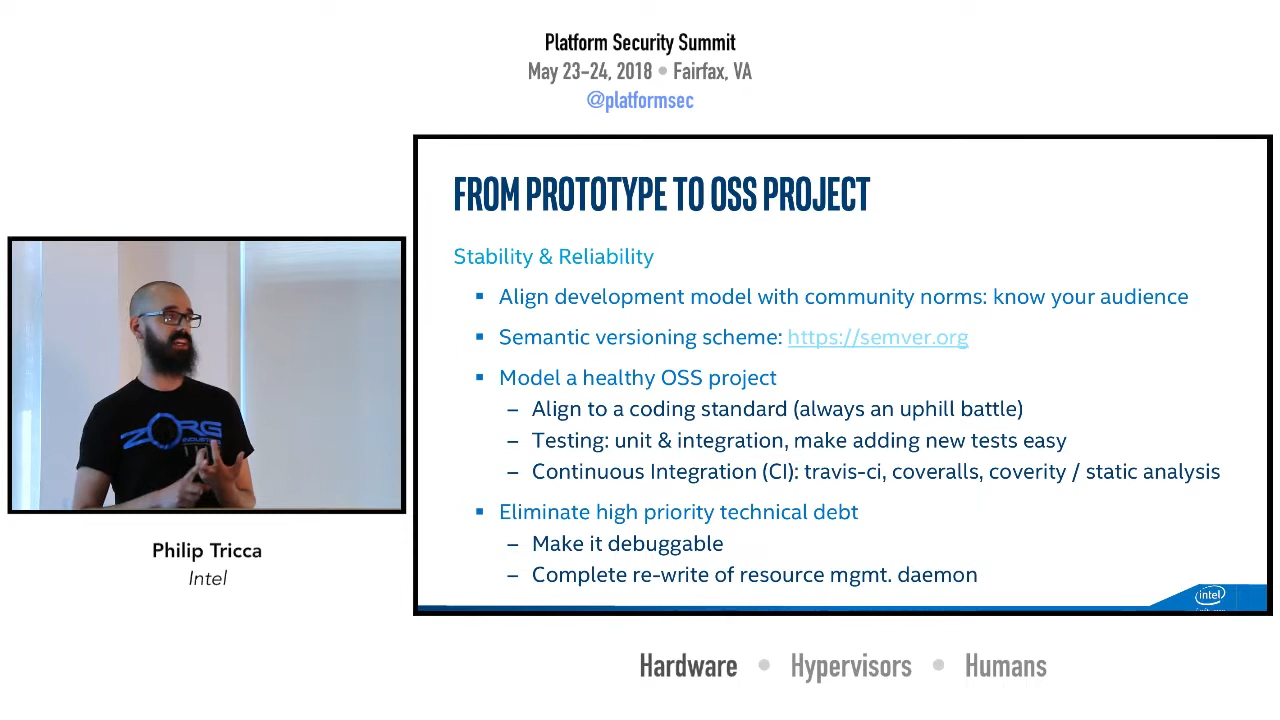 Platform Security Summit
May 23-24, 2018 • Fairfax, VA
@platformsec
FROM PROTOTYPE TO OSS PROJECT
Stability & Reliability
▪ Align development model with community norms: know your audience
▪ Semantic versioning scheme: https://semver.org
▪ Model a healthy OSS project
– Align to a coding standard (always an uphill battle)
– Testing: unit & integration, make adding new tests easy
– Continuous Integration (CI): travis-ci, coveralls, coverity / static analysis
▪ Eliminate high priority technical debt
– Make it debuggable
– Complete re-write of resource mgmt. daemon
intel
ZORG
INDUSTRIES
Philip Tricca
Intel
Hardware • Hypervisors • Humans